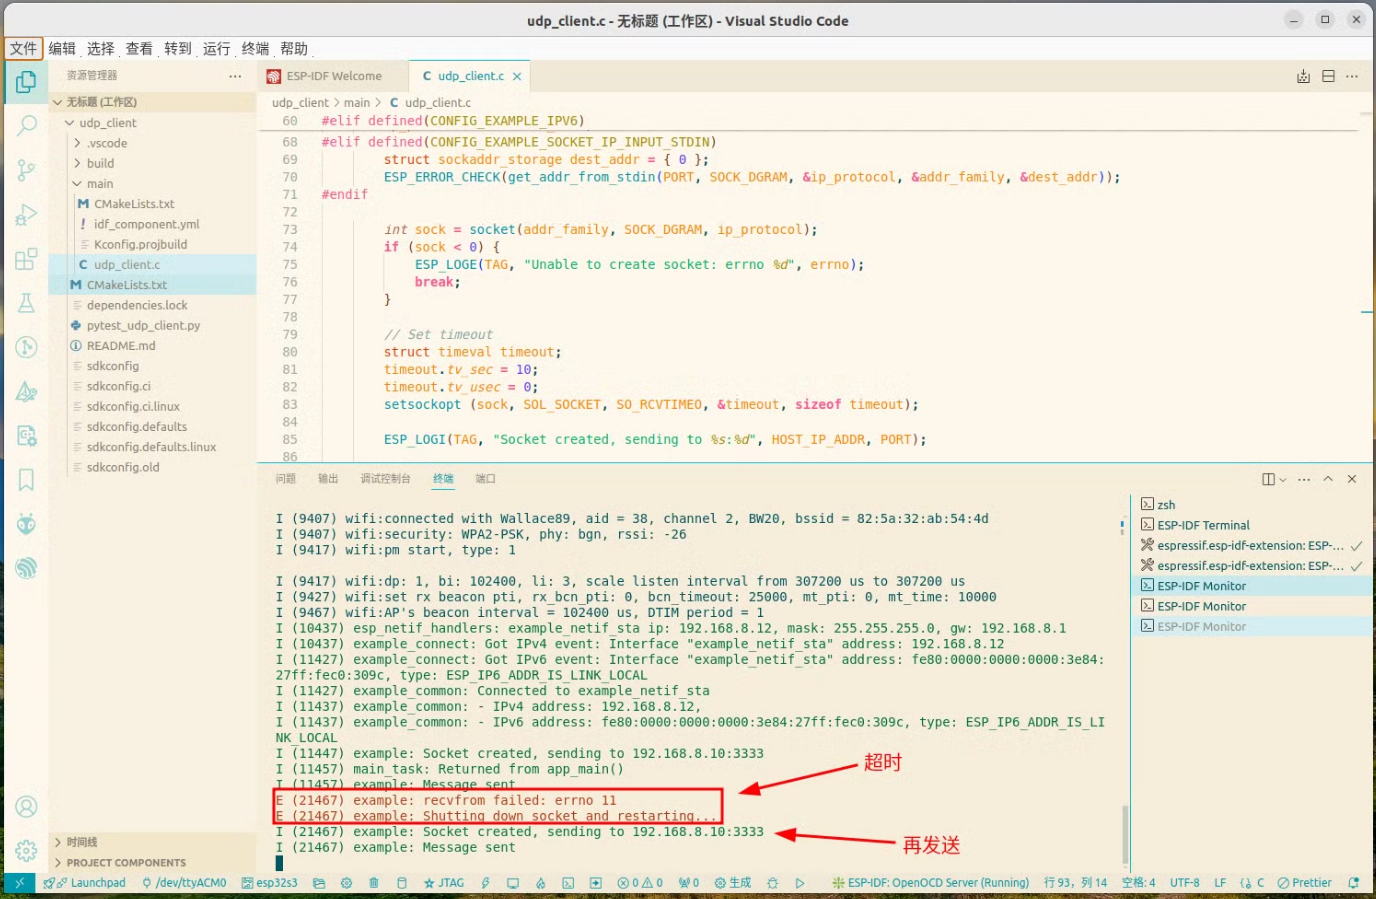 udp_client.c - 无标题 (工作区) - Visual Studio Code
文件 编辑 选择 查看 转到 运行 终端 帮助
资源管理器 ...
无标题 (工作区)
udp_client
.vscode
build
main
M CMakeLists.txt
! idf_component.yml
Kconfig.projbuild
C udp_client.c
M CMakeLists.txt
dependencies.lock
pytest_udp_client.py
README.md
sdkconfig
sdkconfig.ci
sdkconfig.ci.linux
sdkconfig.defaults
sdkconfig.defaults.linux
sdkconfig.old
时间线
PROJECT COMPONENTS
ESP-IDF Welcome C udp_client.c
udp_client > main > C udp_client.c
60 #elif defined(CONFIG_EXAMPLE_IPV6)
68 #elif defined(CONFIG_EXAMPLE_SOCKET_IP_INPUT_STDIN)
69 struct sockaddr_storage dest_addr = { 0 };
70 ESP_ERROR_CHECK(get_addr_from_stdin(PORT, SOCK_DGRAM, &ip_protocol, &addr_family, &dest_addr));
71 #endif
72
73 int sock = socket(addr_family, SOCK_DGRAM, ip_protocol);
74 if (sock < 0) {
75 ESP_LOGE(TAG, "Unable to create socket: errno %d", errno);
76 break;
77 }
78
79 // Set timeout
80 struct timeval timeout;
81 timeout.tv_sec = 10;
82 timeout.tv_usec = 0;
83 setsockopt (sock, SOL_SOCKET, SO_RCVTIMEO, &timeout, sizeof timeout);
84
85 ESP_LOGI(TAG, "Socket created, sending to %s:%d", HOST_IP_ADDR, PORT);
86
问题 输出 调试控制台 终端 端口
I (9407) wifi:connected with Wallace89, aid = 38, channel 2, BW20, bssid = 82:5a:32:ab:54:4d
I (9407) wifi:security: WPA2-PSK, phy: bgn, rssi: -26
I (9417) wifi:pm start, type: 1
I (9417) wifi:dp: 1, bi: 102400, li: 3, scale listen interval from 307200 us to 307200 us
I (9427) wifi:set rx beacon pti, rx_bcn_pti: 0, bcn_timeout: 25000, mt_pti: 0, mt_time: 10000
I (9467) wifi:AP's beacon interval = 102400 us, DTIM period = 1
I (10437) esp_netif_handlers: example_netif_sta ip: 192.168.8.12, mask: 255.255.255.0, gw: 192.168.8.1
I (10437) example_connect: Got IPv4 event: Interface "example_netif_sta" address: 192.168.8.12
I (11427) example_connect: Got IPv6 event: Interface "example_netif_sta" address: fe80:0000:0000:0000:3e84:
27ff:fec0:309c, type: ESP_IP6_ADDR_IS_LINK_LOCAL
I (11427) example_common: Connected to example_netif_sta
I (11437) example_common: - IPv4 address: 192.168.8.12,
I (11437) example_common: - IPv6 address: fe80:0000:0000:0000:3e84:27ff:fec0:309c, type: ESP_IP6_ADDR_IS_LI
NK_LOCAL
I (11447) example: Socket created, sending to 192.168.8.10:3333
I (11457) main_task: Returned from app_main()
I (11457) example: Message sent
E (21467) example: recvfrom failed: errno 11
E (21467) example: Shutting down socket and restarting...
I (21467) example: Socket created, sending to 192.168.8.10:3333
I (21467) example: Message sent
超时
再发送
zsh
ESP-IDF Terminal
espressif.esp-idf-extension: ESP-...
espressif.esp-idf-extension: ESP-...
ESP-IDF Monitor
ESP-IDF Monitor
ESP-IDF Monitor
Launchpad /dev/ttyACM0 esp32s3 JTAG 0 0 0 生成 ESP-IDF: OpenOCD Server (Running) 行 93，列 14 空格: 4 UTF-8 LF C Prettier